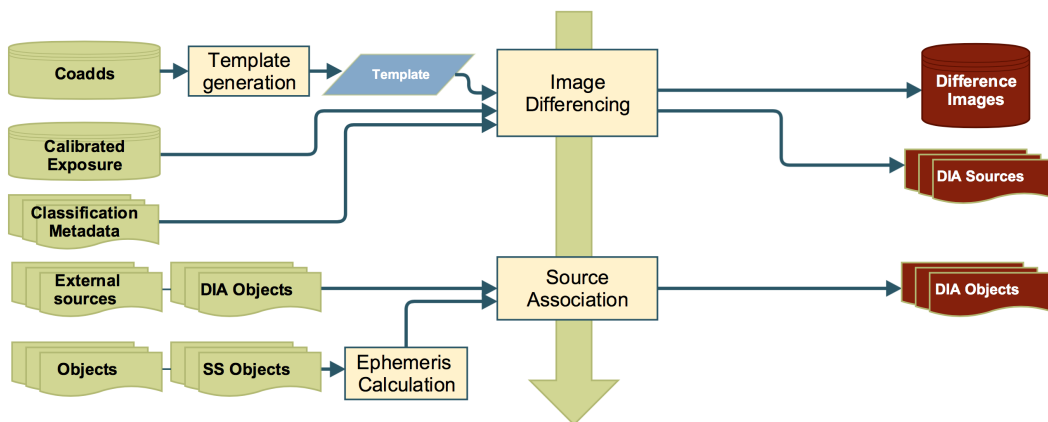 Coadds
Template
generation
Template
Image
Differencing
Difference
Images
Calibrated
Exposure
DIA Sources
Classification
Metadata
External
sources
DIA Objects
Source
Association
DIA Objects
Objects
SS Objects
Ephemeris
Calculation